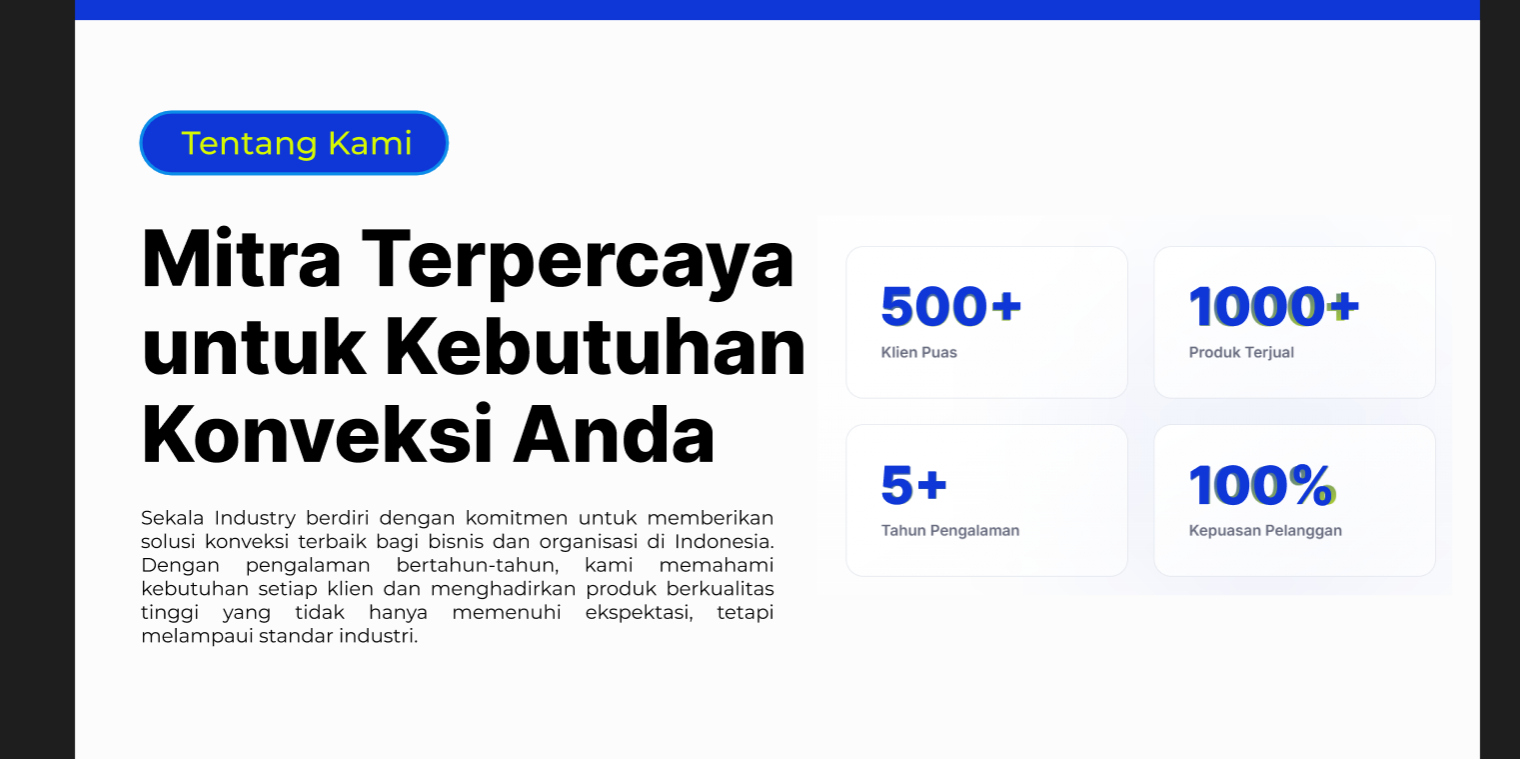 Tentang Kami
Mitra Terpercaya
untuk Kebutuhan
Konveksi Anda
Sekala Industry berdiri dengan komitmen untuk memberikan
solusi konveksi terbaik bagi bisnis dan organisasi di Indonesia.
Dengan pengalaman bertahun-tahun, kami memahami
kebutuhan setiap klien dan menghadirkan produk berkualitas
tinggi yang tidak hanya memenuhi ekspektasi, tetapi
melampaui standar industri.
500+
Klien Puas
1000+
Produk Terjual
5+
Tahun Pengalaman
100%
Kepuasan Pelanggan